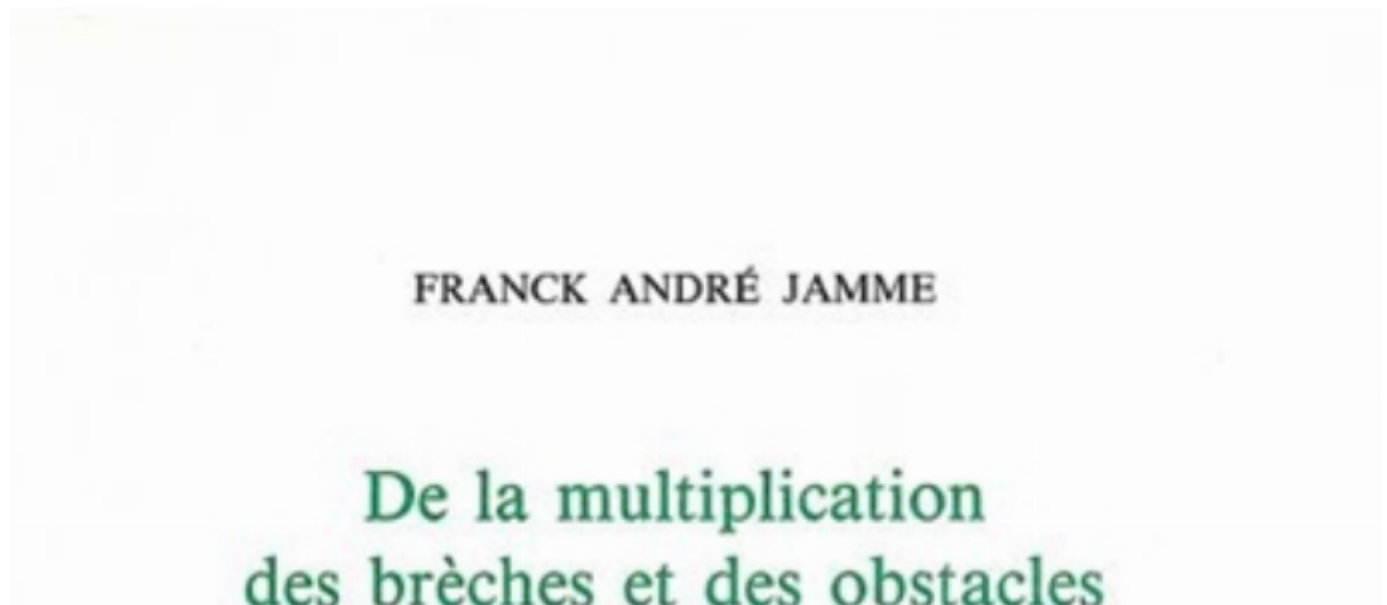 FRANCK ANDRÉ JAMME
De la multiplication
des brèches et des obstacles